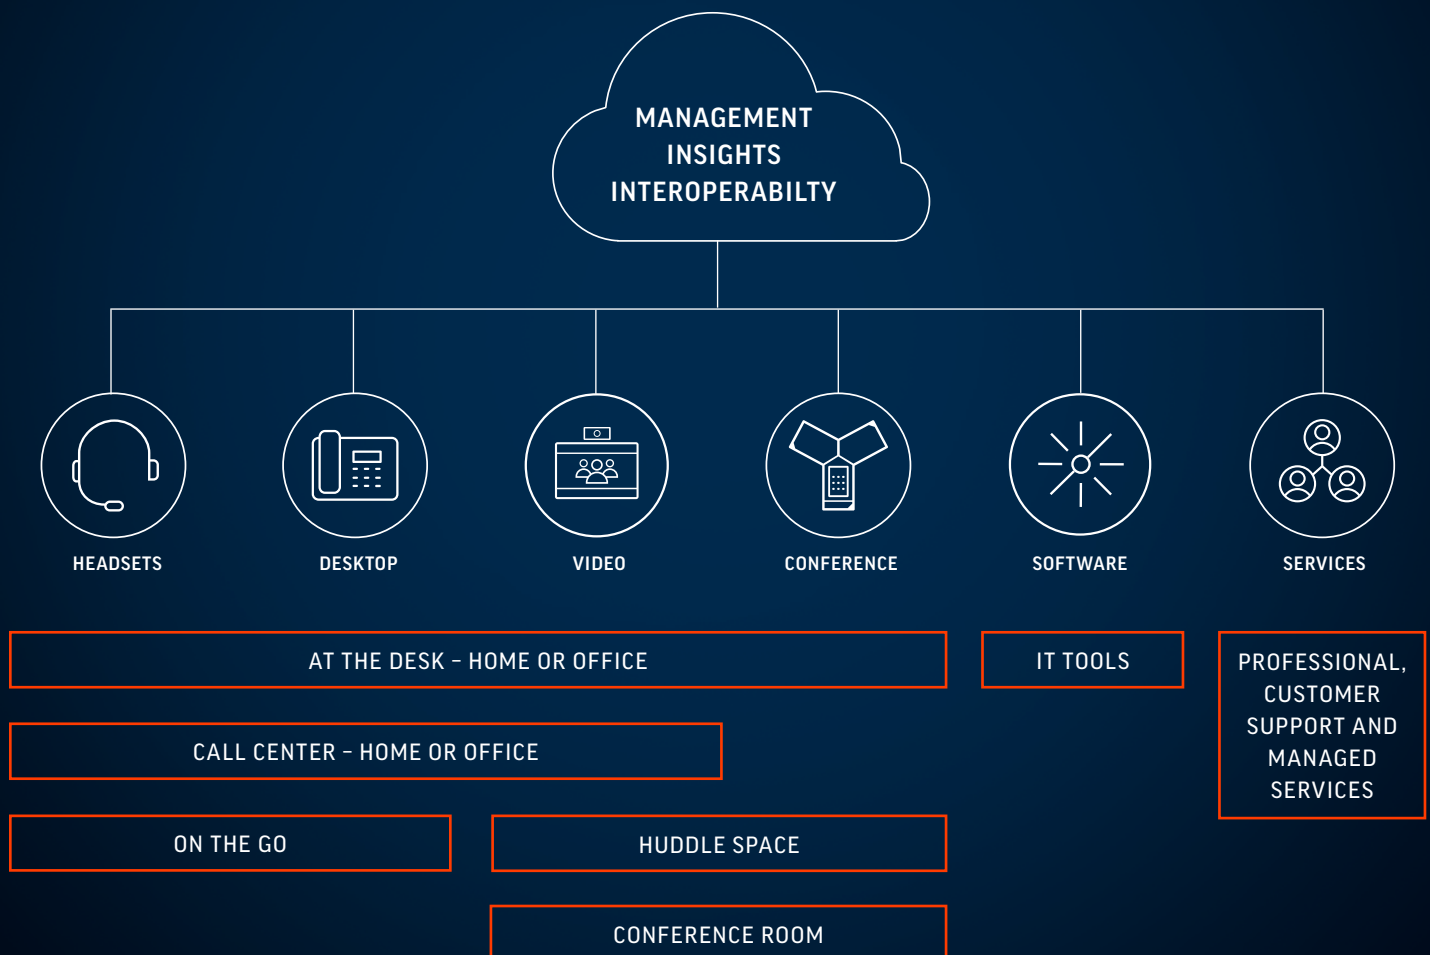 MANAGEMENT
INSIGHTS
INTEROPERABILTY
HEADSETS
DESKTOP
VIDEO
CONFERENCE
SOFTWARE
SERVICES
AT THE DESK – HOME OR OFFICE
IT TOOLS
PROFESSIONAL,
CUSTOMER
SUPPORT AND
MANAGED
SERVICES
CALL CENTER – HOME OR OFFICE
ON THE GO
HUDDLE SPACE
CONFERENCE ROOM